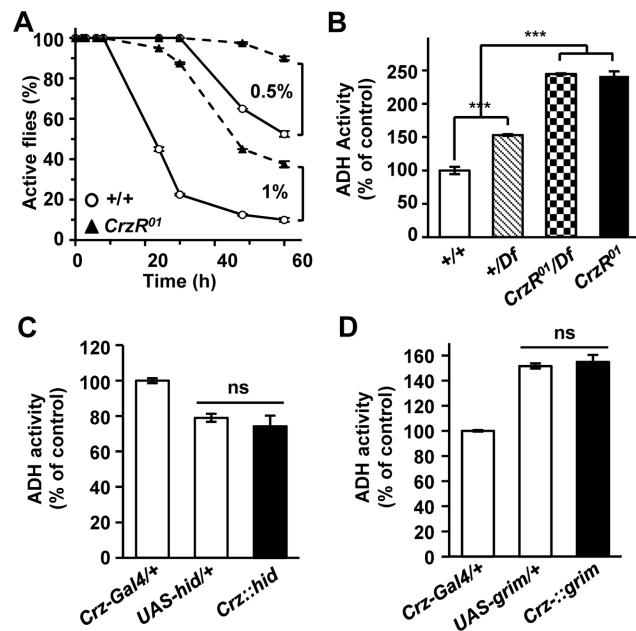 A
Active flies (%)
100
80
60
40
20
0
0 20 40 60
Time (h)
+/+
CrzR01
0.5%
1%
B
ADH Activity
(% of control)
250
200
150
100
50
0
***
***
+/+
+/Df
CrzR01/Df
CrzR01
C
ADH activity
(% of control)
120
100
80
60
40
20
0
ns
Crz-Gal4/+
UAS-hid/+
Crz::hid
D
ADH activity
(% of control)
160
140
120
100
80
60
40
20
0
ns
Crz-Gal4/+
UAS-grim/+
Crz-::grim